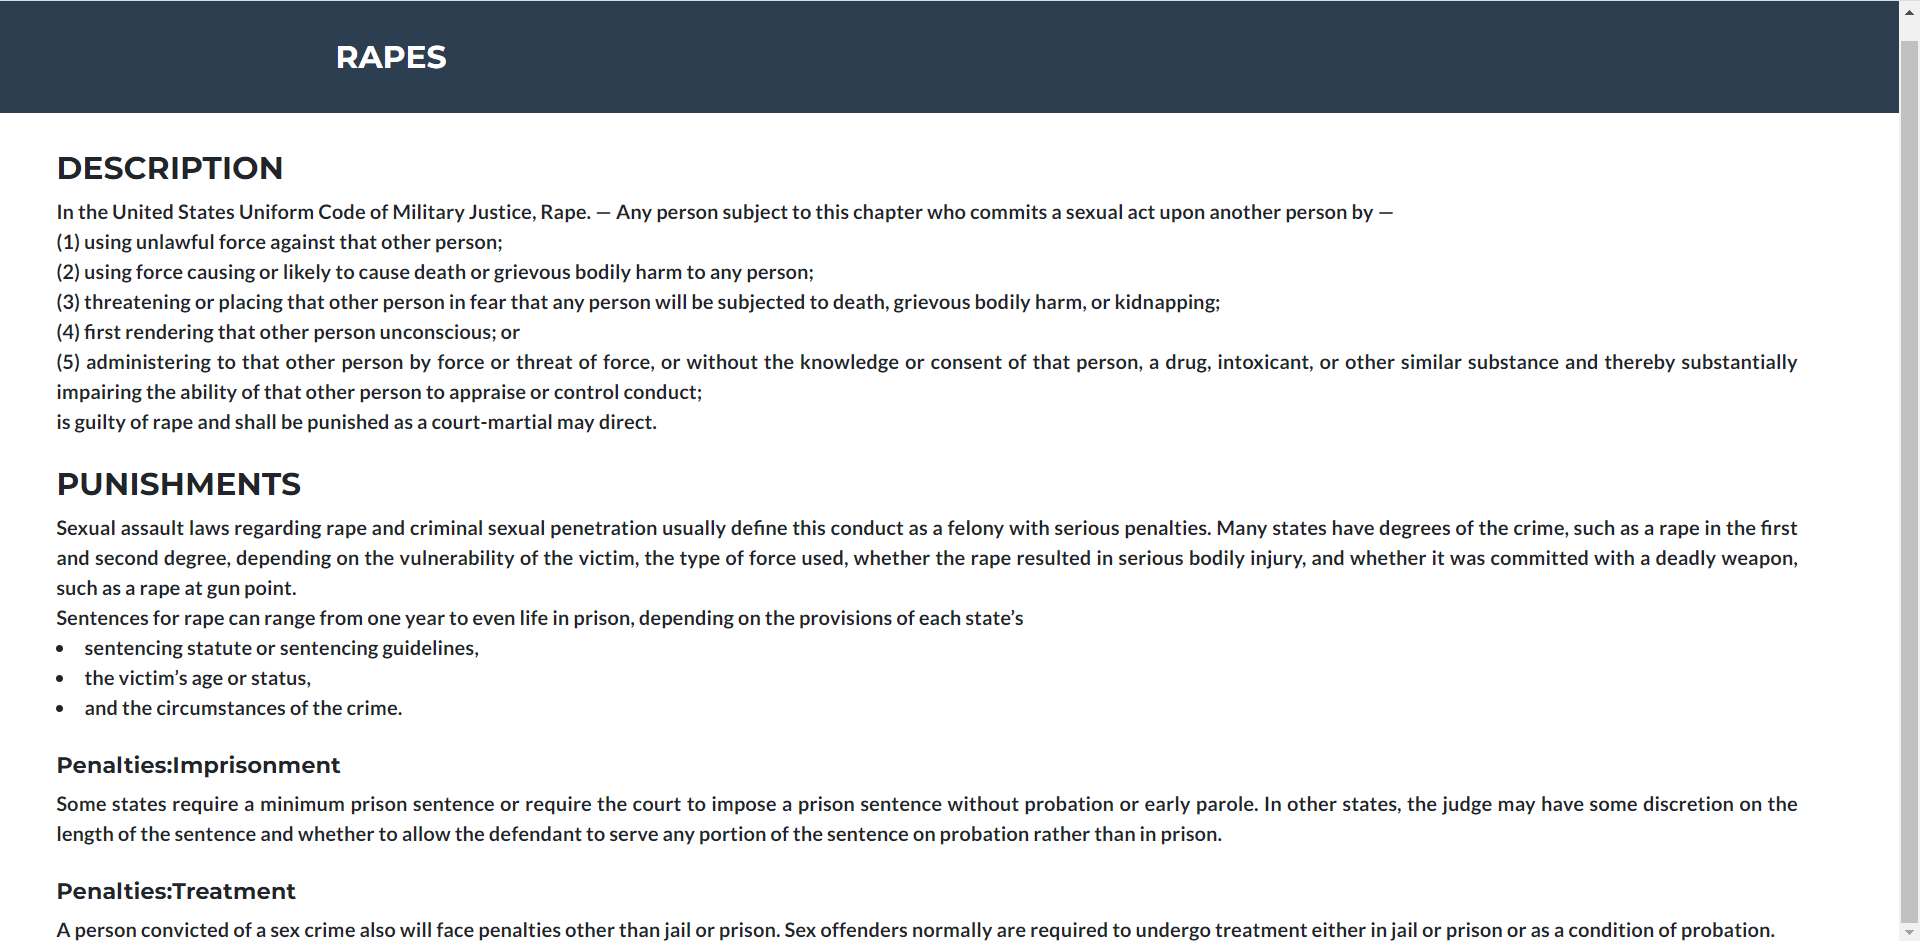 RAPES
DESCRIPTION
In the United States Uniform Code of Military Justice, Rape. — Any person subject to this chapter who commits a sexual act upon another person by —
(1) using unlawful force against that other person;
(2) using force causing or likely to cause death or grievous bodily harm to any person;
(3) threatening or placing that other person in fear that any person will be subjected to death, grievous bodily harm, or kidnapping;
(4) first rendering that other person unconscious; or
(5) administering to that other person by force or threat of force, or without the knowledge or consent of that person, a drug, intoxicant, or other similar substance and thereby substantially
impairing the ability of that other person to appraise or control conduct;
is guilty of rape and shall be punished as a court-martial may direct.
PUNISHMENTS
Sexual assault laws regarding rape and criminal sexual penetration usually define this conduct as a felony with serious penalties. Many states have degrees of the crime, such as a rape in the first
and second degree, depending on the vulnerability of the victim, the type of force used, whether the rape resulted in serious bodily injury, and whether it was committed with a deadly weapon,
such as a rape at gun point.
Sentences for rape can range from one year to even life in prison, depending on the provisions of each state’s
• sentencing statute or sentencing guidelines,
• the victim’s age or status,
• and the circumstances of the crime.
Penalties:Imprisonment
Some states require a minimum prison sentence or require the court to impose a prison sentence without probation or early parole. In other states, the judge may have some discretion on the
length of the sentence and whether to allow the defendant to serve any portion of the sentence on probation rather than in prison.
Penalties:Treatment
A person convicted of a sex crime also will face penalties other than jail or prison. Sex offenders normally are required to undergo treatment either in jail or prison or as a condition of probation.